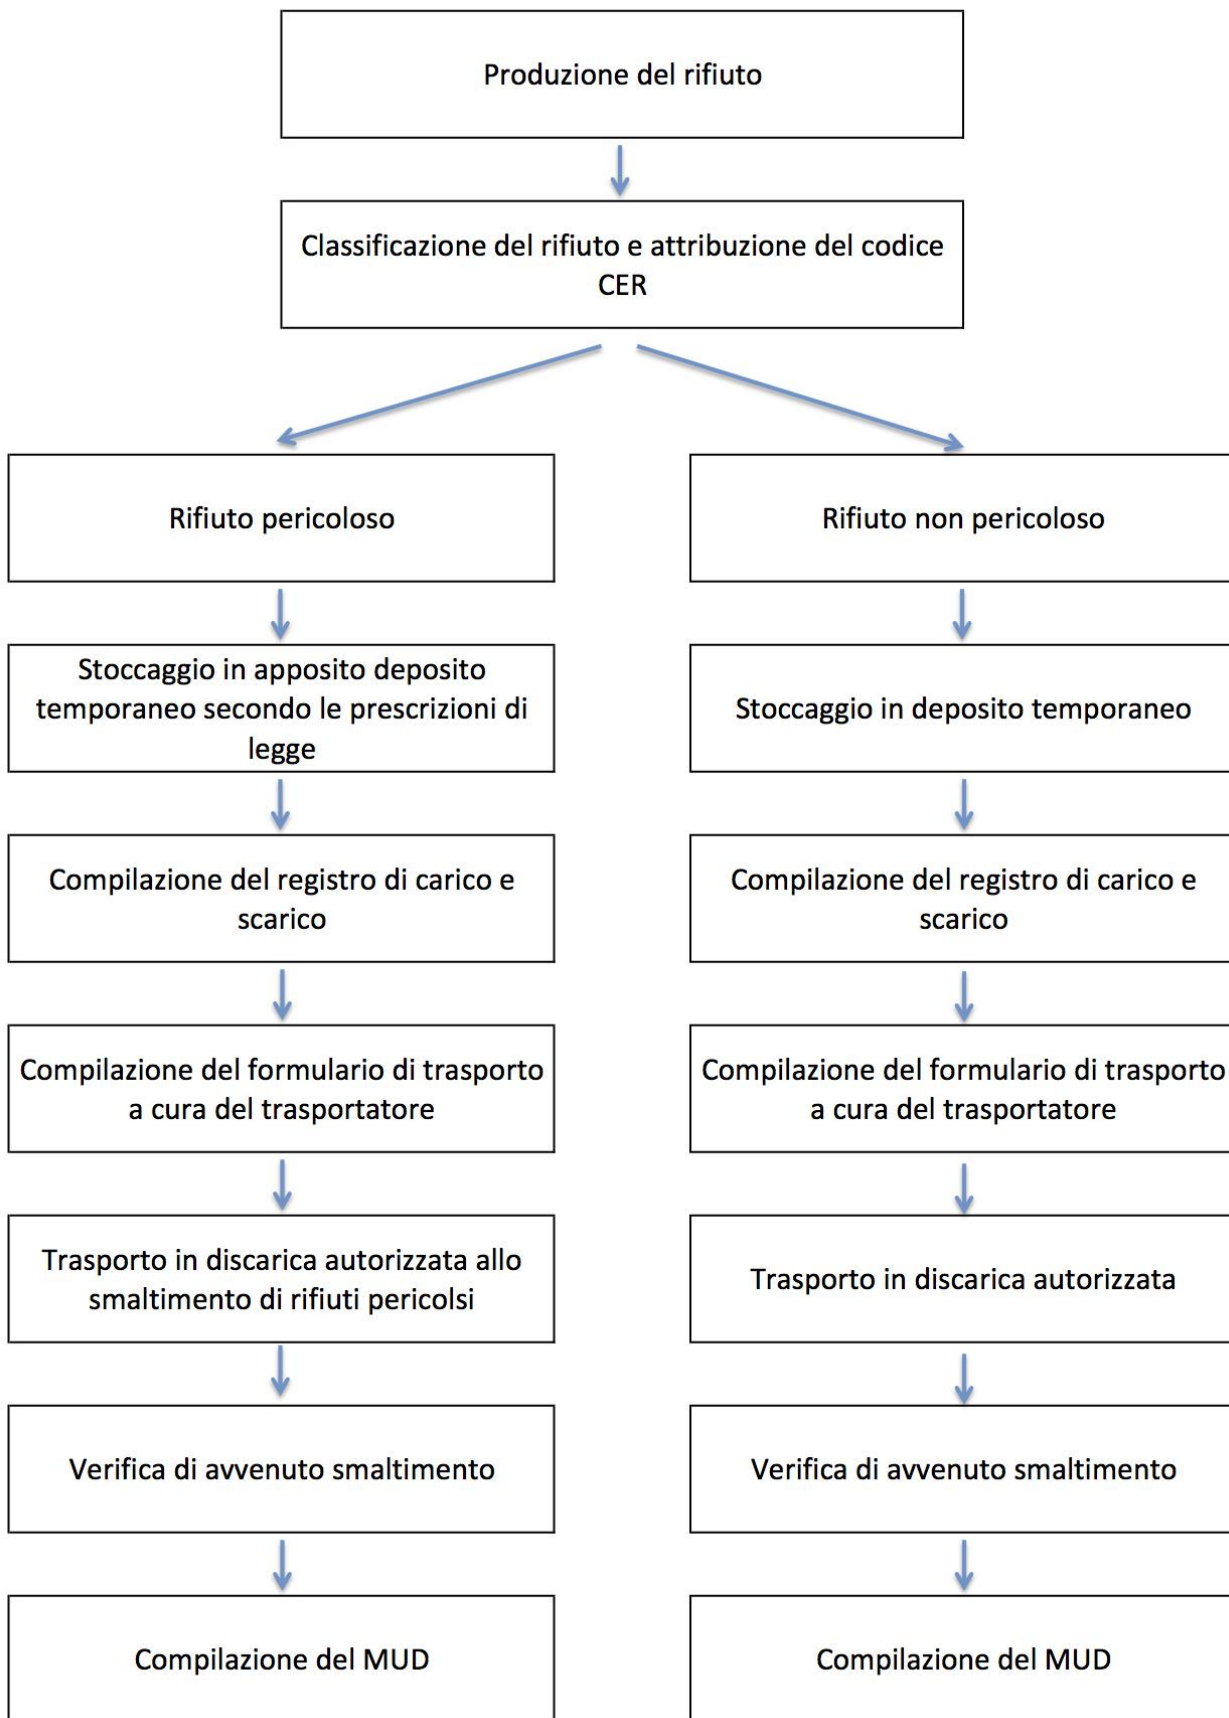 Produzione del rifiuto
Classificazione del rifiuto e attribuzione del codice
CER
Rifiuto pericoloso
Rifiuto non pericoloso
Stoccaggio in apposito deposito
temporaneo secondo le prescrizioni di
legge
Stoccaggio in deposito temporaneo
Compilazione del registro di carico e
scarico
Compilazione del registro di carico e
scarico
Compilazione del formulario di trasporto
a cura del trasportatore
Compilazione del formulario di trasporto
a cura del trasportatore
Trasporto in discarica autorizzata allo
smaltimento di rifiuti pericolsi
Trasporto in discarica autorizzata
Verifica di avvenuto smaltimento
Verifica di avvenuto smaltimento
Compilazione del MUD
Compilazione del MUD